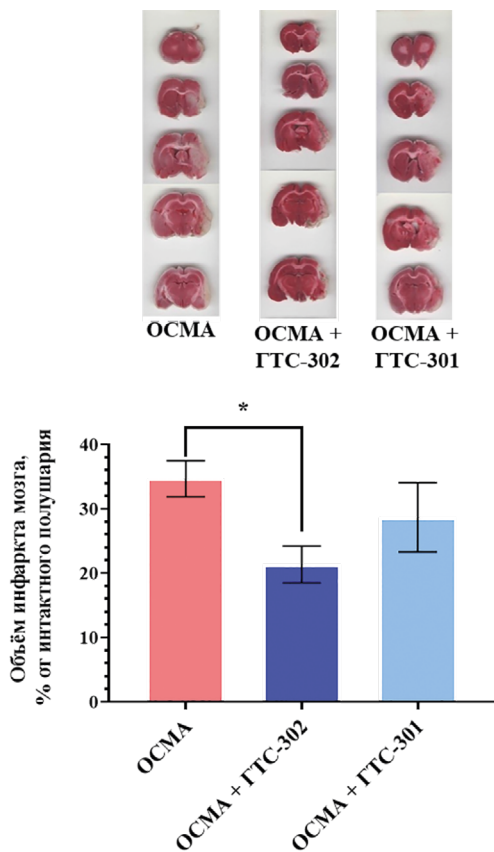 ОСМА
ОСМА +
ГТС-302
ОСМА +
ГТС-301
*
Объём инфаркта мозга,
% от интактного полушария
40
30
20
10
0
ОСМА
ОСМА + ГТС-302
ОСМА + ГТС-301